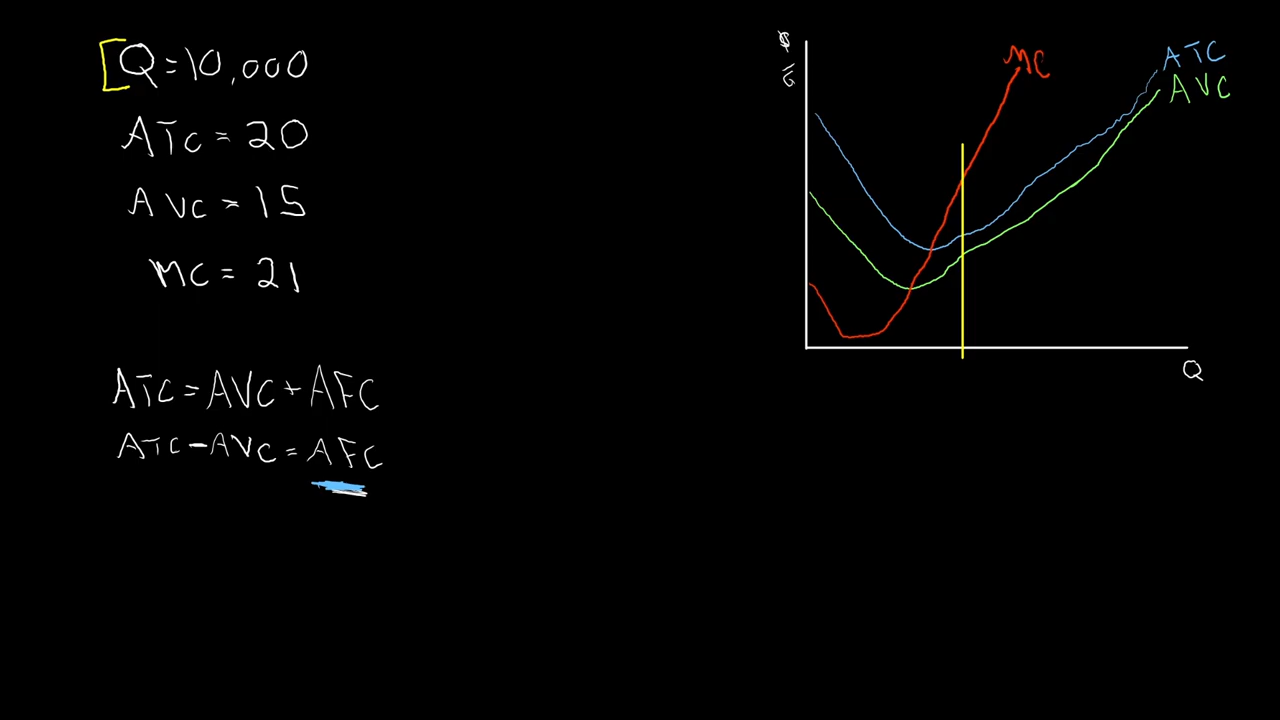 Q=10,000
ATC = 20
AVC = 15
MC = 21
ATC = AVC + AFC
ATC - AVC = AFC
$
MC
ATC
AVC
Q